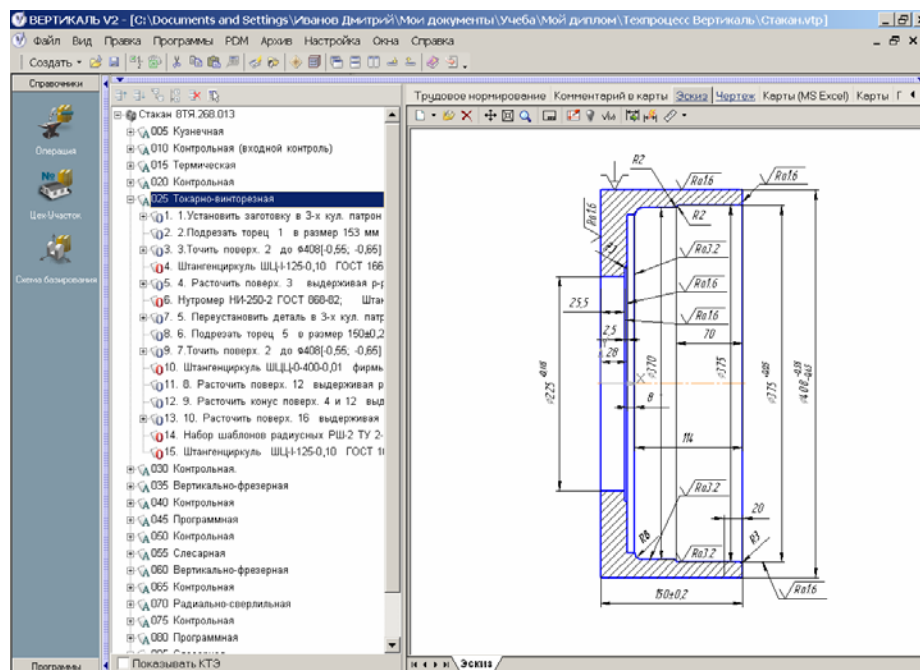 ВЕРТИКАЛЬ V2 - [C:\Documents and Settings\Иванов Дмитрий\Мои документы\Учеба\Мой диплом\Техпроцесс Вертикаль\Стакан.vtp]
Файл Вид Правка Программы PDM Архив Настройка Окна Справка
Создать
Справочники
Операция
Цех\Участок
Схема базирования
Программы
Стакан 8ТЯ.268.013
005 Кузнечная
010 Контрольная (входной контроль)
015 Термическая
020 Контрольная
025 Токарно-винторезная
1. 1.Установить заготовку в 3-х кул. патрон
2. 2.Подрезать торец 1 в размер 153 мм
3. 3.Точить поверх. 2 до ф408(-0,55; -0,65)
4. Штангенциркуль ШЦ-I-125-0,10 ГОСТ 166
5. 4. Расточить поверх. 3 выдерживая р-р
6. Нутромер НИ-250-2 ГОСТ 868-82; Штан
7. 5. Переустановить деталь в 3-х кул. патр
8. 6. Подрезать торец 5 в размер 150±0,2
9. 7.Точить поверх. 2 до ф408(-0,55; -0,65)
10. Штангенциркуль ШЦЦ-0-400-0,01 фирмы
11. 8. Расточить поверх. 12 выдерживая р
12. 9. Расточить конус поверх. 4 и 12 выд
13. 10. Расточить поверх. 16 выдерживая
14. Набор шаблонов радиусных РШ-2 ТУ 2-
15. Штангенциркуль ШЦ-I-125-0,10 ГОСТ 1
030 Контрольная.
035 Вертикально-фрезерная
040 Контрольная
045 Программная
050 Контрольная
055 Слесарная
060 Вертикально-фрезерная
065 Контрольная
070 Радиально-сверлильная
075 Контрольная
080 Программная
Показывать КТЭ
Трудовое нормирование Комментарий в карты Эскиз Чертеж Карты (MS Excel) Карты Г
R2
Ra1.6
Ra1.6
Ra1.6
R2
Ra3.2
Ra1.6
25,5
Ra1.6
2,5
70
28
ф370
ф375
X
8
114
Ra3.2
20
R8
Ra3.2
R3
150±0,2
Ra1.6
Эскиз